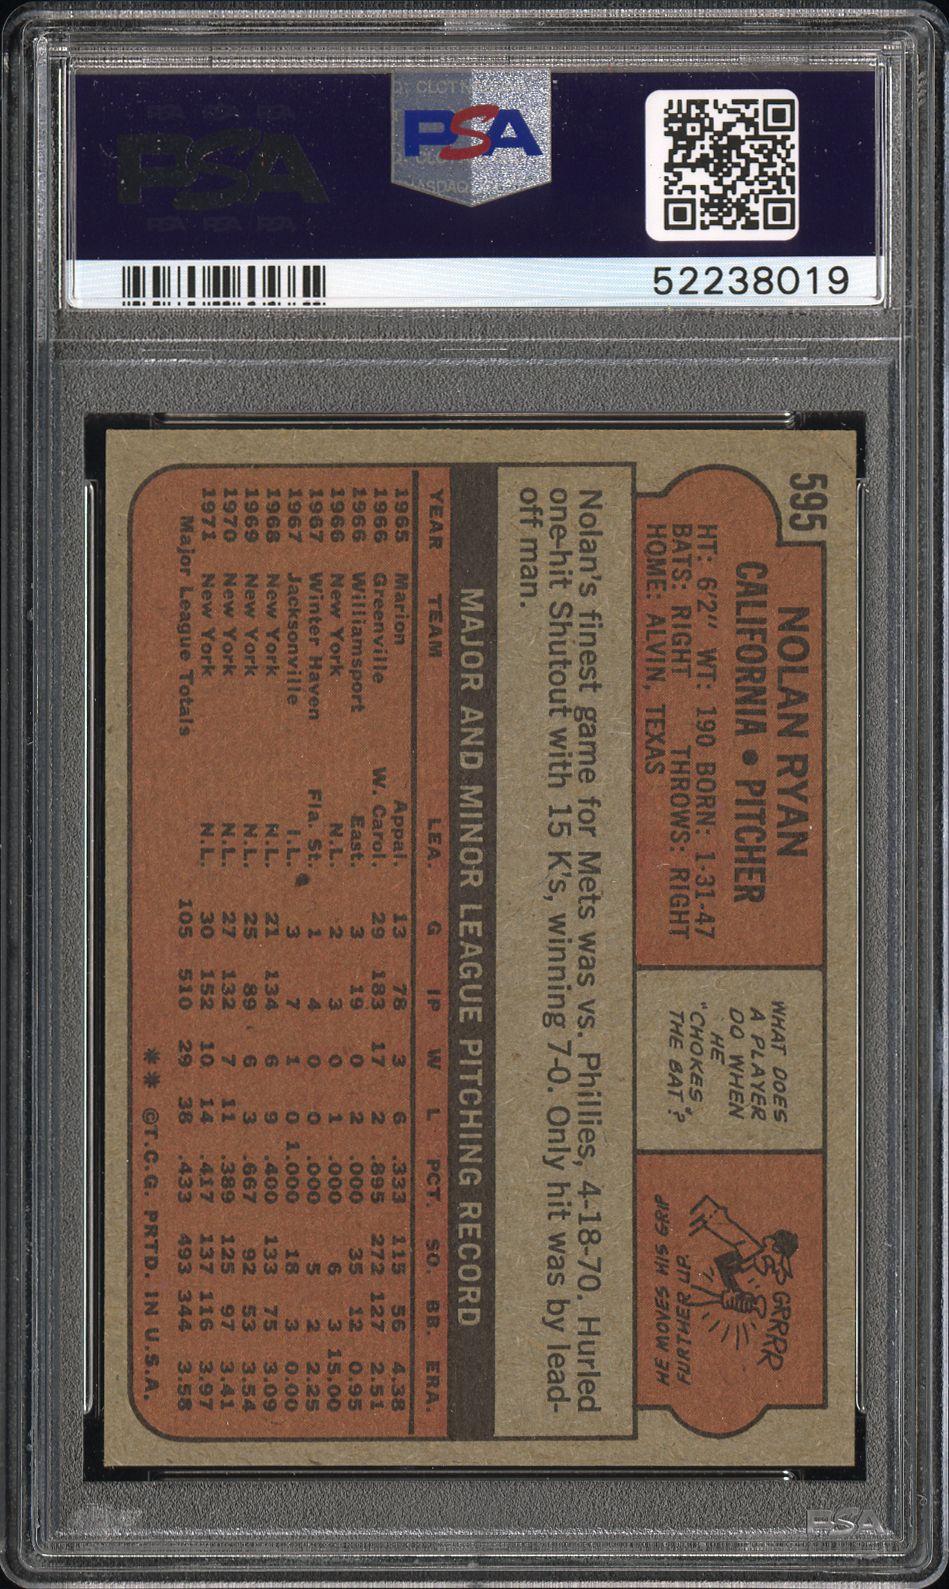 PSA PSA PSA
PSA
PSA PSA PSA
PSA
52238019
595
NOLAN RYAN
CALIFORNIA • PITCHER
HT: 6'2" WT: 190 BORN: 1-31-47
BATS: RIGHT THROWS: RIGHT
HOME: ALVIN, TEXAS
WHAT DOES
A PLAYER
DO WHEN
HE
"CHOKES"
THE BAT"?
GRRRR
HE MOVES HIS GRIP
FURTHER UP.
Nolan's finest game for Mets was vs. Phillies, 4-18-70. Hurled
one-hit Shutout with 15 K's, winning 7-0. Only hit was by lead-
off man.
MAJOR AND MINOR LEAGUE PITCHING RECORD
YEAR TEAM LEA. G IP W L PCT. SO. BB. ERA.
1965 Marion Appal. 13 78 3 6 .333 115 56 4.38
1966 Greenville W. Carol. 29 183 17 2 .895 272 127 2.51
1966 Williamsport East. 3 19 0 2 .000 35 12 0.95
1966 New York N.L. 2 3 0 1 .000 6 3 15.00
1967 Winter Haven Fla. St. 1 4 0 0 .000 5 2 2.25
1967 Jacksonville I.L. 3 7 1 0 1.000 18 3 0.00
1968 New York N.L. 21 134 6 9 .400 133 75 3.09
1969 New York N.L. 25 89 6 3 .667 92 53 3.54
1970 New York N.L. 27 132 7 11 .389 125 97 3.41
1971 New York N.L. 30 152 10 14 .417 137 116 3.97
Major League Totals 105 510 29 38 .433 493 344 3.58
** ©T.C.G. PRTD. IN U.S.A.
PSA